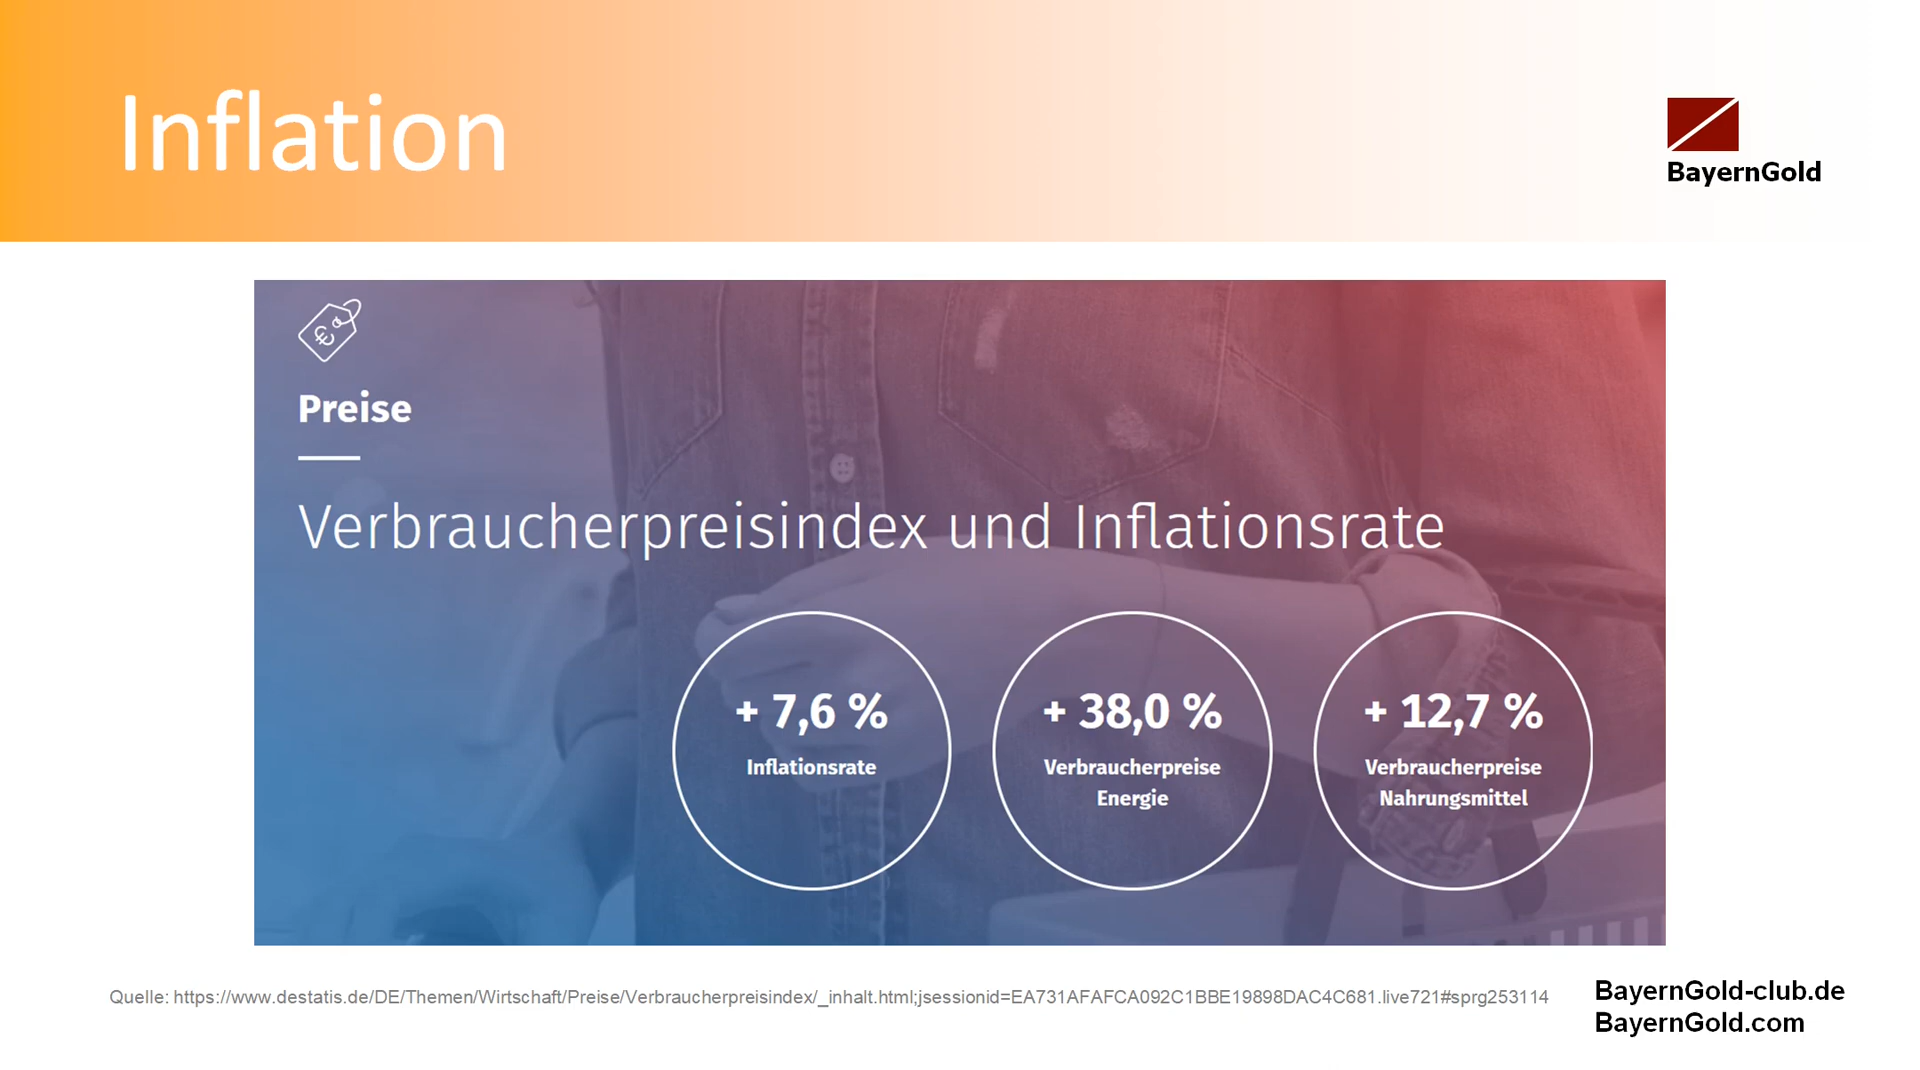 Inflation
BayernGold
€
Preise
Verbraucherpreisindex und Inflationsrate
+ 7,6 %
Inflationsrate
+ 38,0 %
Verbraucherpreise
Energie
+ 12,7 %
Verbraucherpreise
Nahrungsmittel
Quelle: https://www.destatis.de/DE/Themen/Wirtschaft/Preise/Verbraucherpreisindex/_inhalt.html;jsessionid=EA731AFAFCA092C1BBE19898DAC4C681.live721#sprg253114
BayernGold-club.de
BayernGold.com